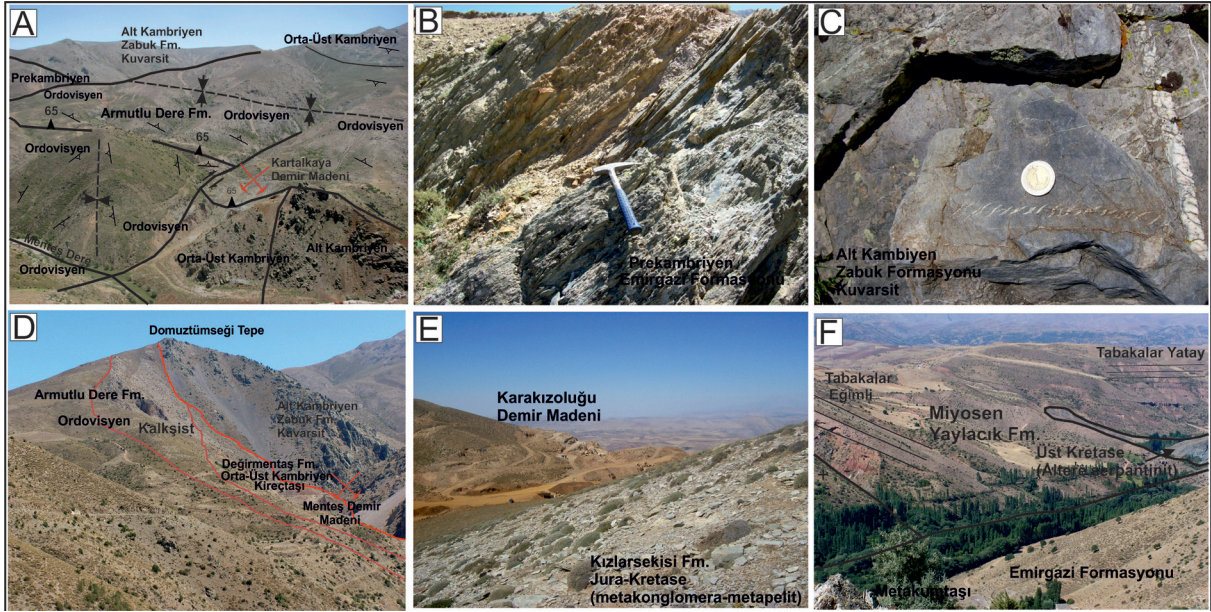 A
Alt Kambriyen
Zabuk Fm.
Kuvarsit
Orta-Üst Kambriyen
Prekambriyen
Ordovisyen
Armutlu Dere Fm.
Ordovisyen
Ordovisyen
65
Ordovisyen
65
Kartalkaya
Demir Madeni
65
Ordovisyen
Alt Kambriyen
Orta-Üst Kambriyen
Menteş Dere
Ordovisyen
B
Prekambriyen
Emirgazi Formasyonu
C
Alt Kambiyen
Zabuk Formasyonu
Kuvarsit
D
Domuztümseği Tepe
Armutlu Dere Fm.
Ordovisyen
Kalkşist
Alt Kambriyen
Zabuk Fm.
Kuvarsit
Değirmentaş Fm.
Orta-Üst Kambriyen
Kireçtaşı
Menteş Demir
Madeni
E
Karakızoluğu
Demir Madeni
Kızlarsekisi Fm.
Jura-Kretase
(metakonglomera-metapelit)
F
Tabakalar Yatay
Tabakalar
Eğimli
Miyosen
Yaylacık Fm.
Üst Kretase
(Altere serpantinit)
Emirgazi Formasyonu
Metakumtaşı